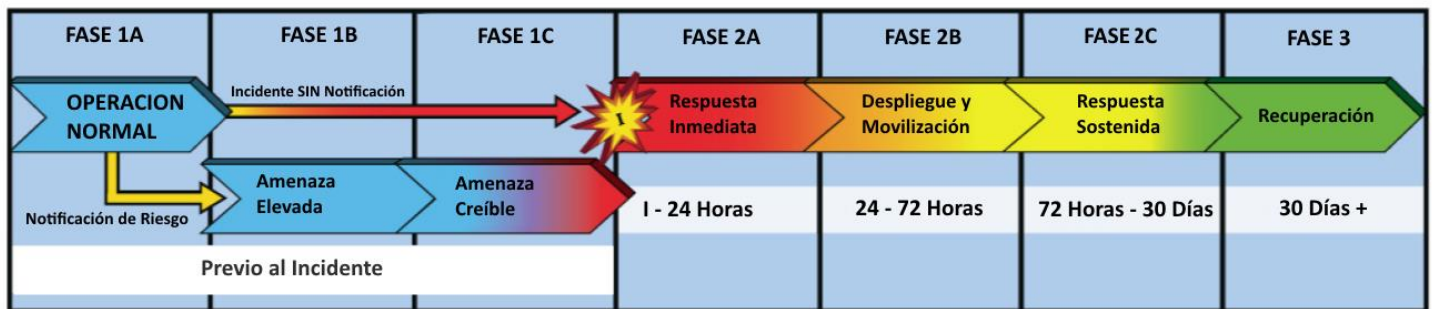 FASE 1A
FASE 1B
FASE 1C
FASE 2A
FASE 2B
FASE 2C
FASE 3
OPERACION
NORMAL
Incidente SIN Notificación
I
Respuesta
Inmediata
Despliegue y
Movilización
Respuesta
Sostenida
Recuperación
Notificación de Riesgo
Amenaza
Elevada
Amenaza
Creíble
I - 24 Horas
24 - 72 Horas
72 Horas - 30 Días
30 Días +
Previo al Incidente